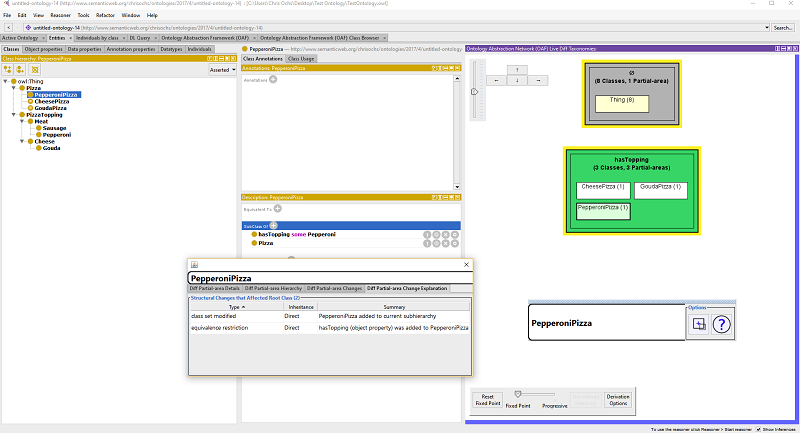 untitled-ontology-14 (http://www.semanticweb.org/chrisochs/ontologies/2017/4/untitled-ontology-14) : [C:\Users\Chris Ochs\Desktop\Test Ontology\TestOntology.owl]
File Edit View Reasoner Tools Refactor Window Help
untitled-ontology-14 (http://www.semanticweb.org/chrisochs/ontologies/2017/4/untitled-ontology-14)
Search...
Active Ontology × Entities × Individuals by class × DL Query × Ontology Abstraction Framework (OAF) × Ontology Abstraction Framework (OAF) Class Browser ×
Classes Object properties Data properties Annotation properties Datatypes Individuals
Class hierarchy: PepperoniPizza
Asserted
owl:Thing
Pizza
PepperoniPizza
CheesePizza
GoudaPizza
PizzaTopping
Meat
Sausage
Pepperoni
Cheese
Gouda
PepperoniPizza — http://www.semanticweb.org/chrisochs/ontologies/2017/4/untitled-ontology-14
Class Annotations Class Usage
Annotations: PepperoniPizza
Annotations
Description: PepperoniPizza
Equivalent To
SubClass Of
hasTopping some Pepperoni
Pizza
Ontology Abstraction Network (OAF) Live Diff Taxonomies
Ø
(8 Classes, 1 Partial-area)
Thing (8)
hasTopping
(3 Classes, 3 Partial-areas)
CheesePizza (1) GoudaPizza (1)
PepperoniPizza (1)
PepperoniPizza
Diff Partial-area Details Diff Partial-area Hierarchy Diff Partial-area Changes Diff Partial-area Change Explanation
Structural Changes that Affected Root Class (2)
Type Inheritance Summary
class set modified Direct PepperoniPizza added to current subhierarchy
equivalence restriction Direct hasTopping (object property) was added to PepperoniPizza
PepperoniPizza
Options
?
Reset
Fixed Point
Fixed Point Progressive
Derivation
Options
To use the reasoner click Reasoner > Start reasoner Show Inferences